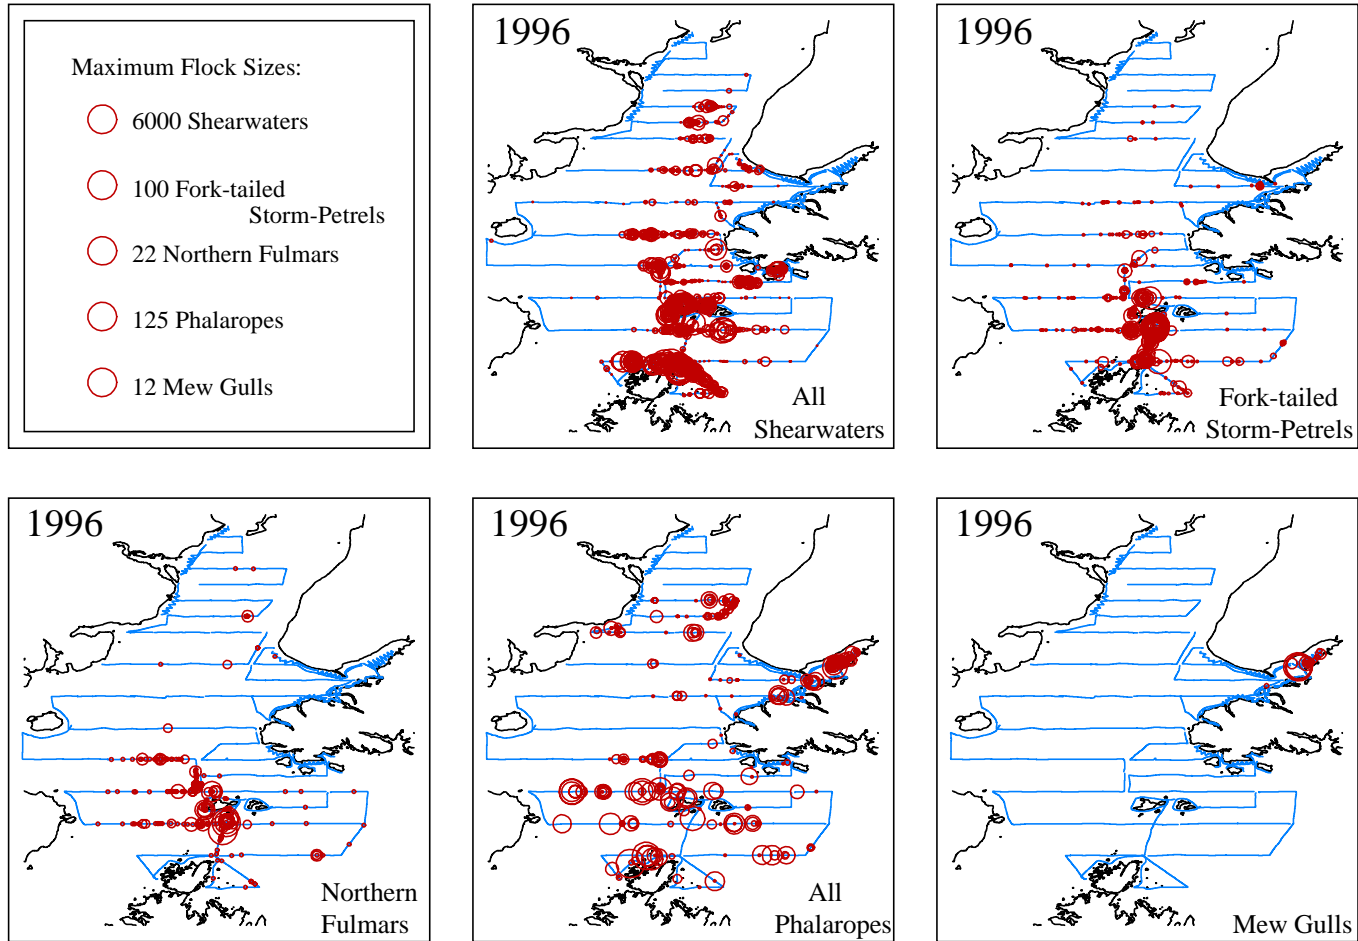 Maximum Flock Sizes:
6000 Shearwaters
100 Fork-tailed
Storm-Petrels
22 Northern Fulmars
125 Phalaropes
12 Mew Gulls
1996
All
Shearwaters
1996
Fork-tailed
Storm-Petrels
1996
Northern
Fulmars
1996
All
Phalaropes
1996
Mew Gulls